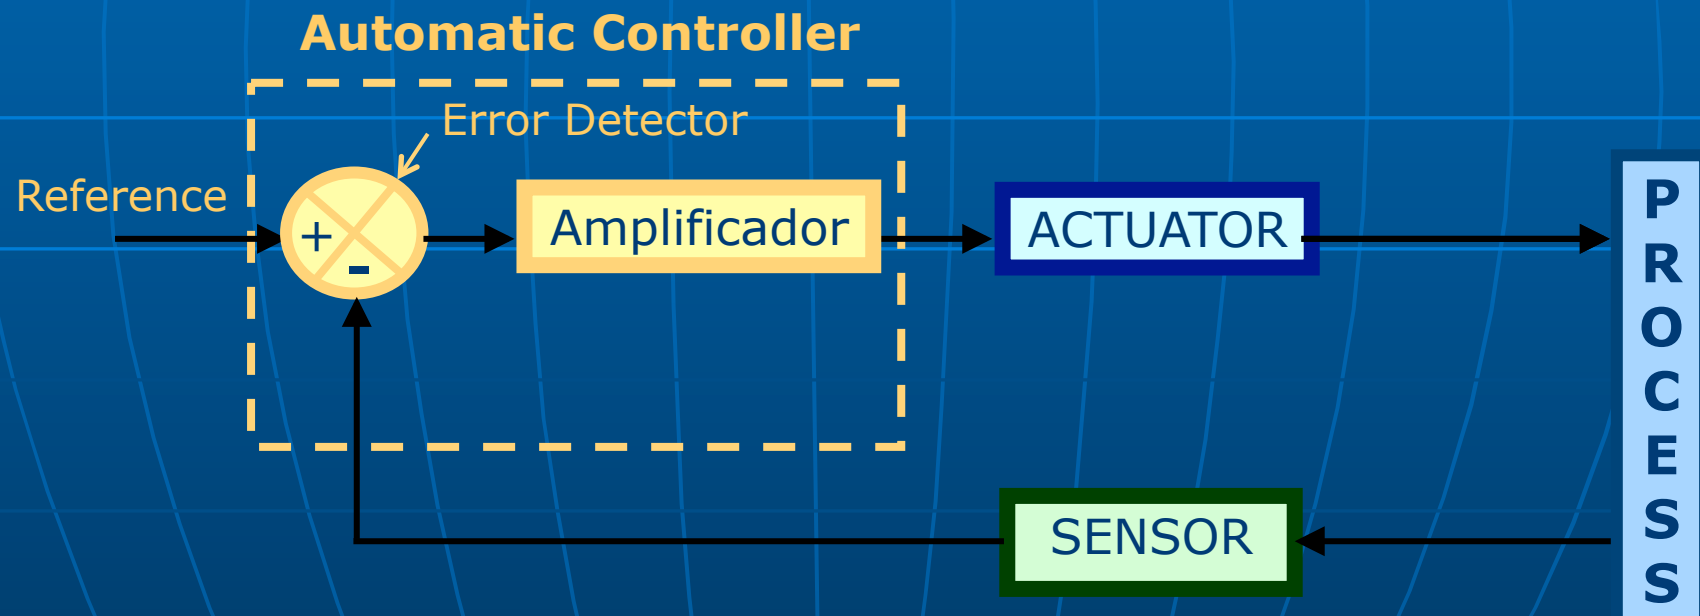 Automatic Controller
Error Detector
Reference
+
-
Amplificador
ACTUATOR
PROCESS
SENSOR